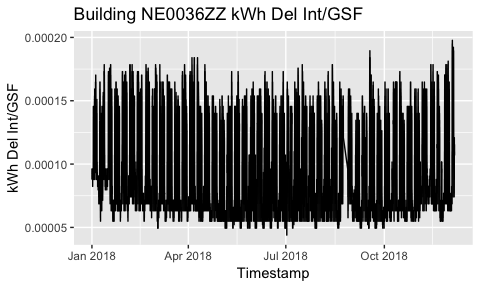 Building NE0036ZZ kWh Del Int/GSF
kWh Del Int/GSF
0.00020
0.00015
0.00010
0.00005
Jan 2018
Apr 2018
Jul 2018
Oct 2018
Timestamp